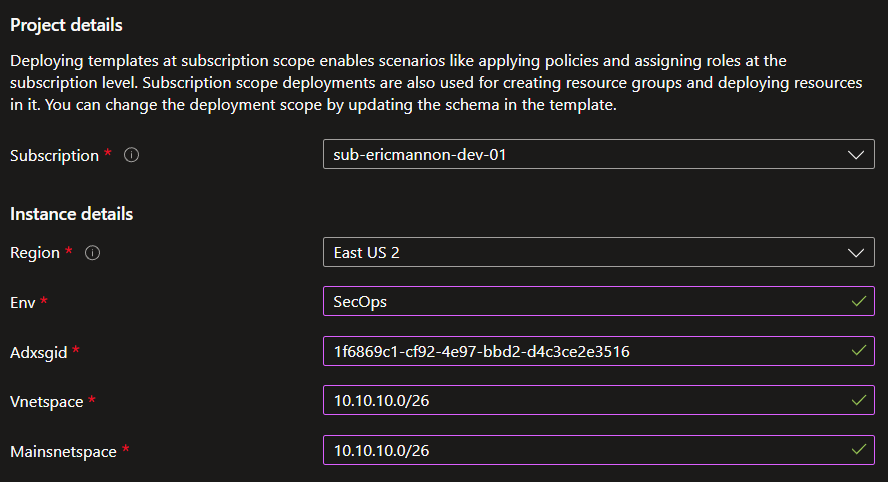 Project details
Deploying templates at subscription scope enables scenarios like applying policies and assigning roles at the
subscription level. Subscription scope deployments are also used for creating resource groups and deploying resources
in it. You can change the deployment scope by updating the schema in the template.
Subscription * sub-ericmannon-dev-01
Instance details
Region * East US 2
Env * SecOps
Adxsgid * 1f6869c1-cf92-4e97-bbd2-d4c3ce2e3516
Vnetspace * 10.10.10.0/26
Mainsnetspace * 10.10.10.0/26